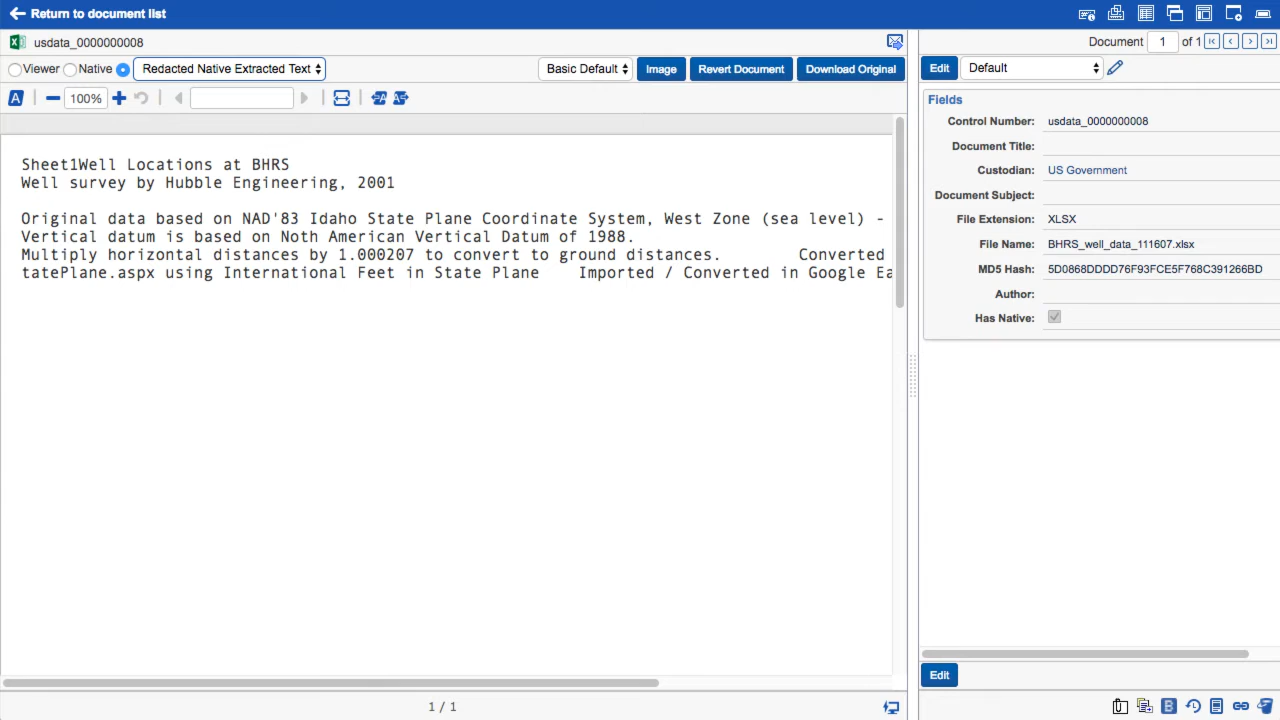 Return to document list
usdata_0000000008
Document 1 of 1
Viewer Native Redacted Native Extracted Text Basic Default Image Revert Document Download Original
Edit Default
A 100%
Fields
Control Number: usdata_0000000008
Document Title:
Custodian: US Government
Document Subject:
File Extension: XLSX
File Name: BHRS_well_data_111607.xlsx
MD5 Hash: 5D0868DDDD76F93FCE5F768C391266BD
Author:
Has Native:
Sheet1Well Locations at BHRS
Well survey by Hubble Engineering, 2001
Original data based on NAD'83 Idaho State Plane Coordinate System, West Zone (sea level) -
Vertical datum is based on Noth American Vertical Datum of 1988.
Multiply horizontal distances by 1.000207 to convert to ground distances. Converted
tatePlane.aspx using International Feet in State Plane Imported / Converted in Google Ea
Edit
1 / 1
B